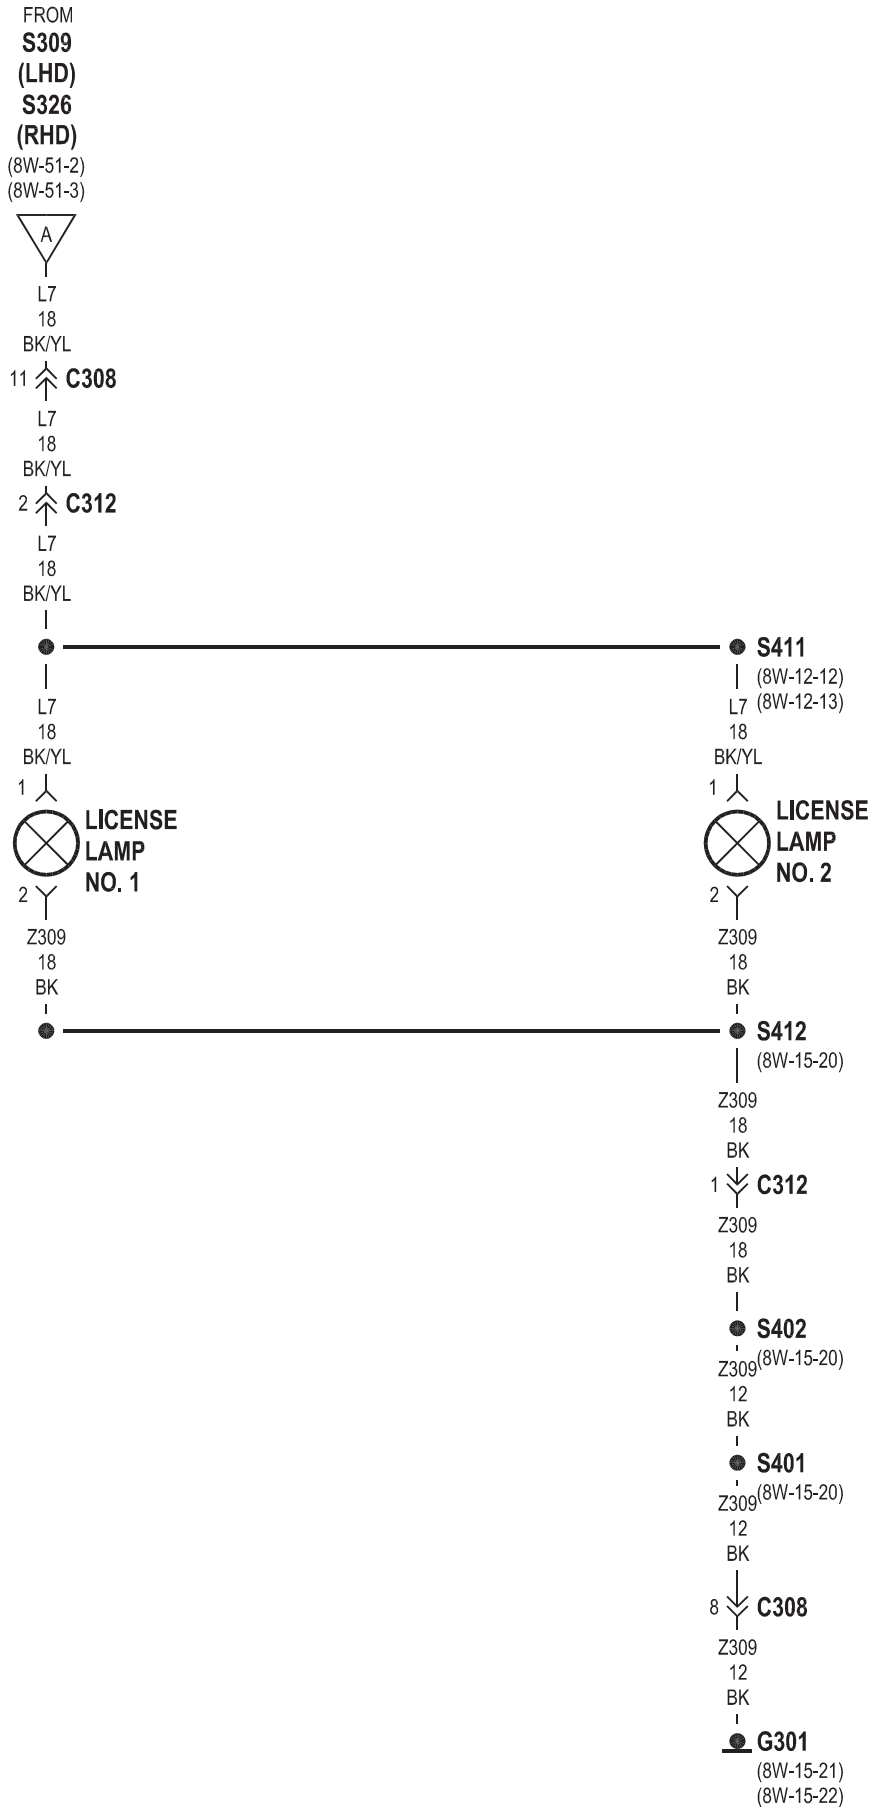 FROM
S309
(LHD)
S326
(RHD)
(8W-51-2)
(8W-51-3)
A
L7
18
BK/YL
11 C308
L7
18
BK/YL
2 C312
L7
18
BK/YL
S411
(8W-12-12)
(8W-12-13)
L7
18
BK/YL
1
LICENSE
LAMP
NO. 1
2
Z309
18
BK
L7
18
BK/YL
1
LICENSE
LAMP
NO. 2
2
Z309
18
BK
S412
(8W-15-20)
Z309
18
BK
1 C312
Z309
18
BK
S402
(8W-15-20)
Z309
12
BK
S401
(8W-15-20)
Z309
12
BK
8 C308
Z309
12
BK
G301
(8W-15-21)
(8W-15-22)